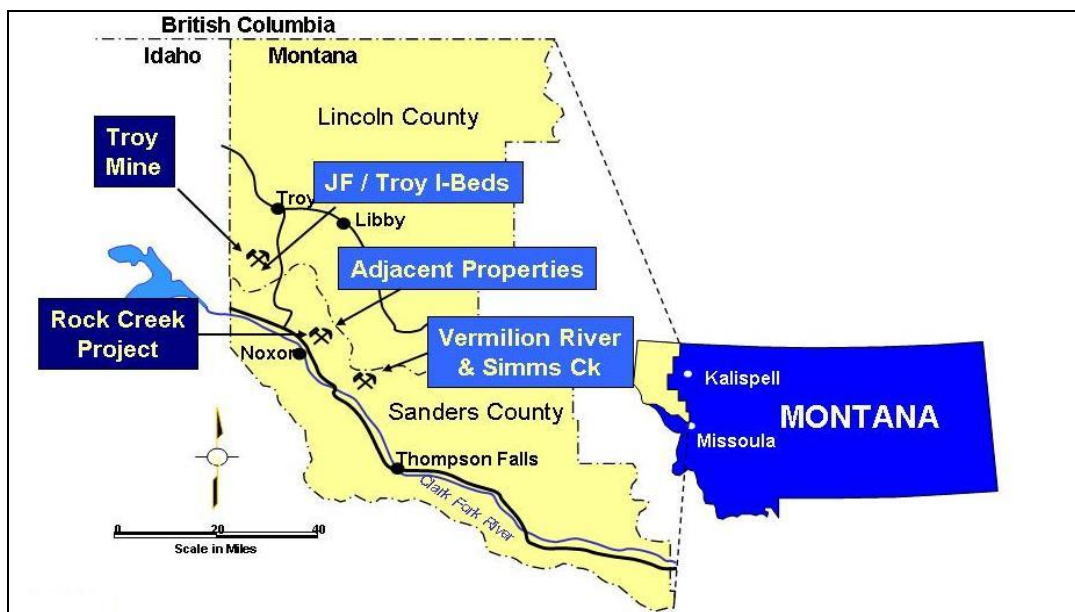 British Columbia
Idaho
Montana
Lincoln County
Troy
Mine
JF / Troy I-Beds
Troy
Libby
Adjacent Properties
Rock Creek
Project
Noxon
Vermilion River
& Simms Ck
Kalispell
MONTANA
Missoula
Sanders County
Thompson Falls
Clark Fork River
0 20 40
Scale in Miles